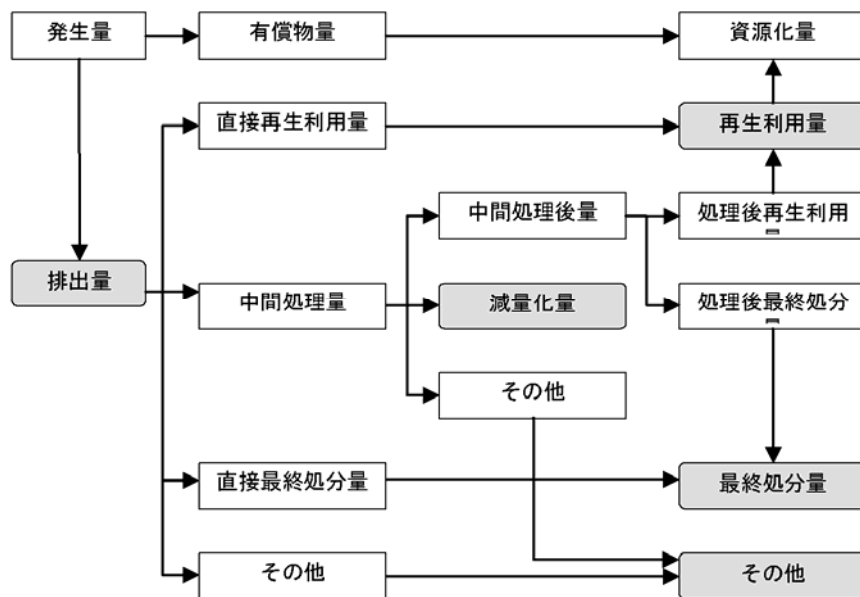 発生量
有償物量
資源化量
直接再生利用量
再生利用量
中間処理後量
処理後再生利用
排出量
中間処理量
減量化量
処理後最終処分
その他
直接最終処分量
最終処分量
その他
その他